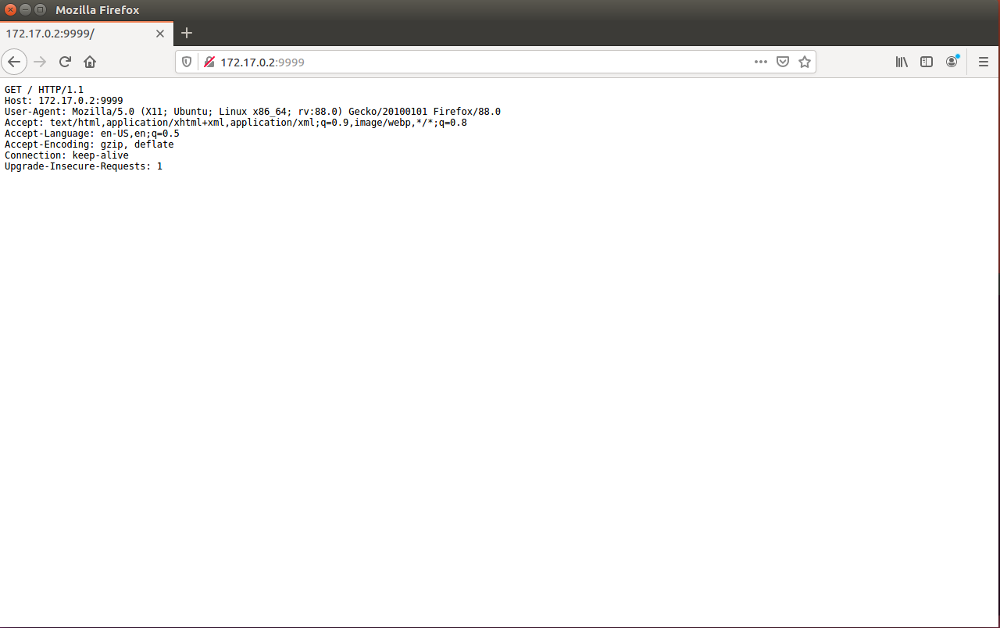 Mozilla Firefox
172.17.0.2:9999/
172.17.0.2:9999
GET / HTTP/1.1
Host: 172.17.0.2:9999
User-Agent: Mozilla/5.0 (X11; Ubuntu; Linux x86_64; rv:88.0) Gecko/20100101 Firefox/88.0
Accept: text/html,application/xhtml+xml,application/xml;q=0.9,image/webp,*/*;q=0.8
Accept-Language: en-US,en;q=0.5
Accept-Encoding: gzip, deflate
Connection: keep-alive
Upgrade-Insecure-Requests: 1